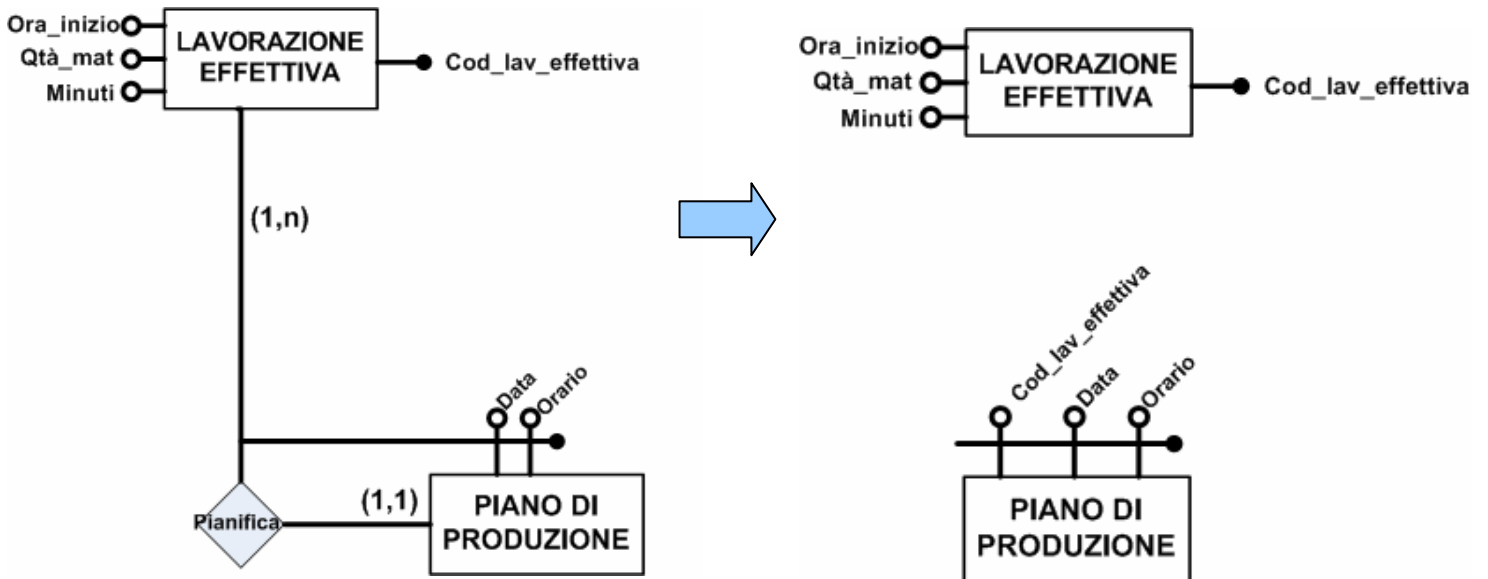 Ora_inizio
Qtà_mat
Minuti
LAVORAZIONE
EFFETTIVA
Cod_lav_effettiva
(1,n)
Data
Orario
Pianifica
(1,1)
PIANO DI
PRODUZIONE
Ora_inizio
Qtà_mat
Minuti
LAVORAZIONE
EFFETTIVA
Cod_lav_effettiva
Cod_lav_effettiva
Data
Orario
PIANO DI
PRODUZIONE